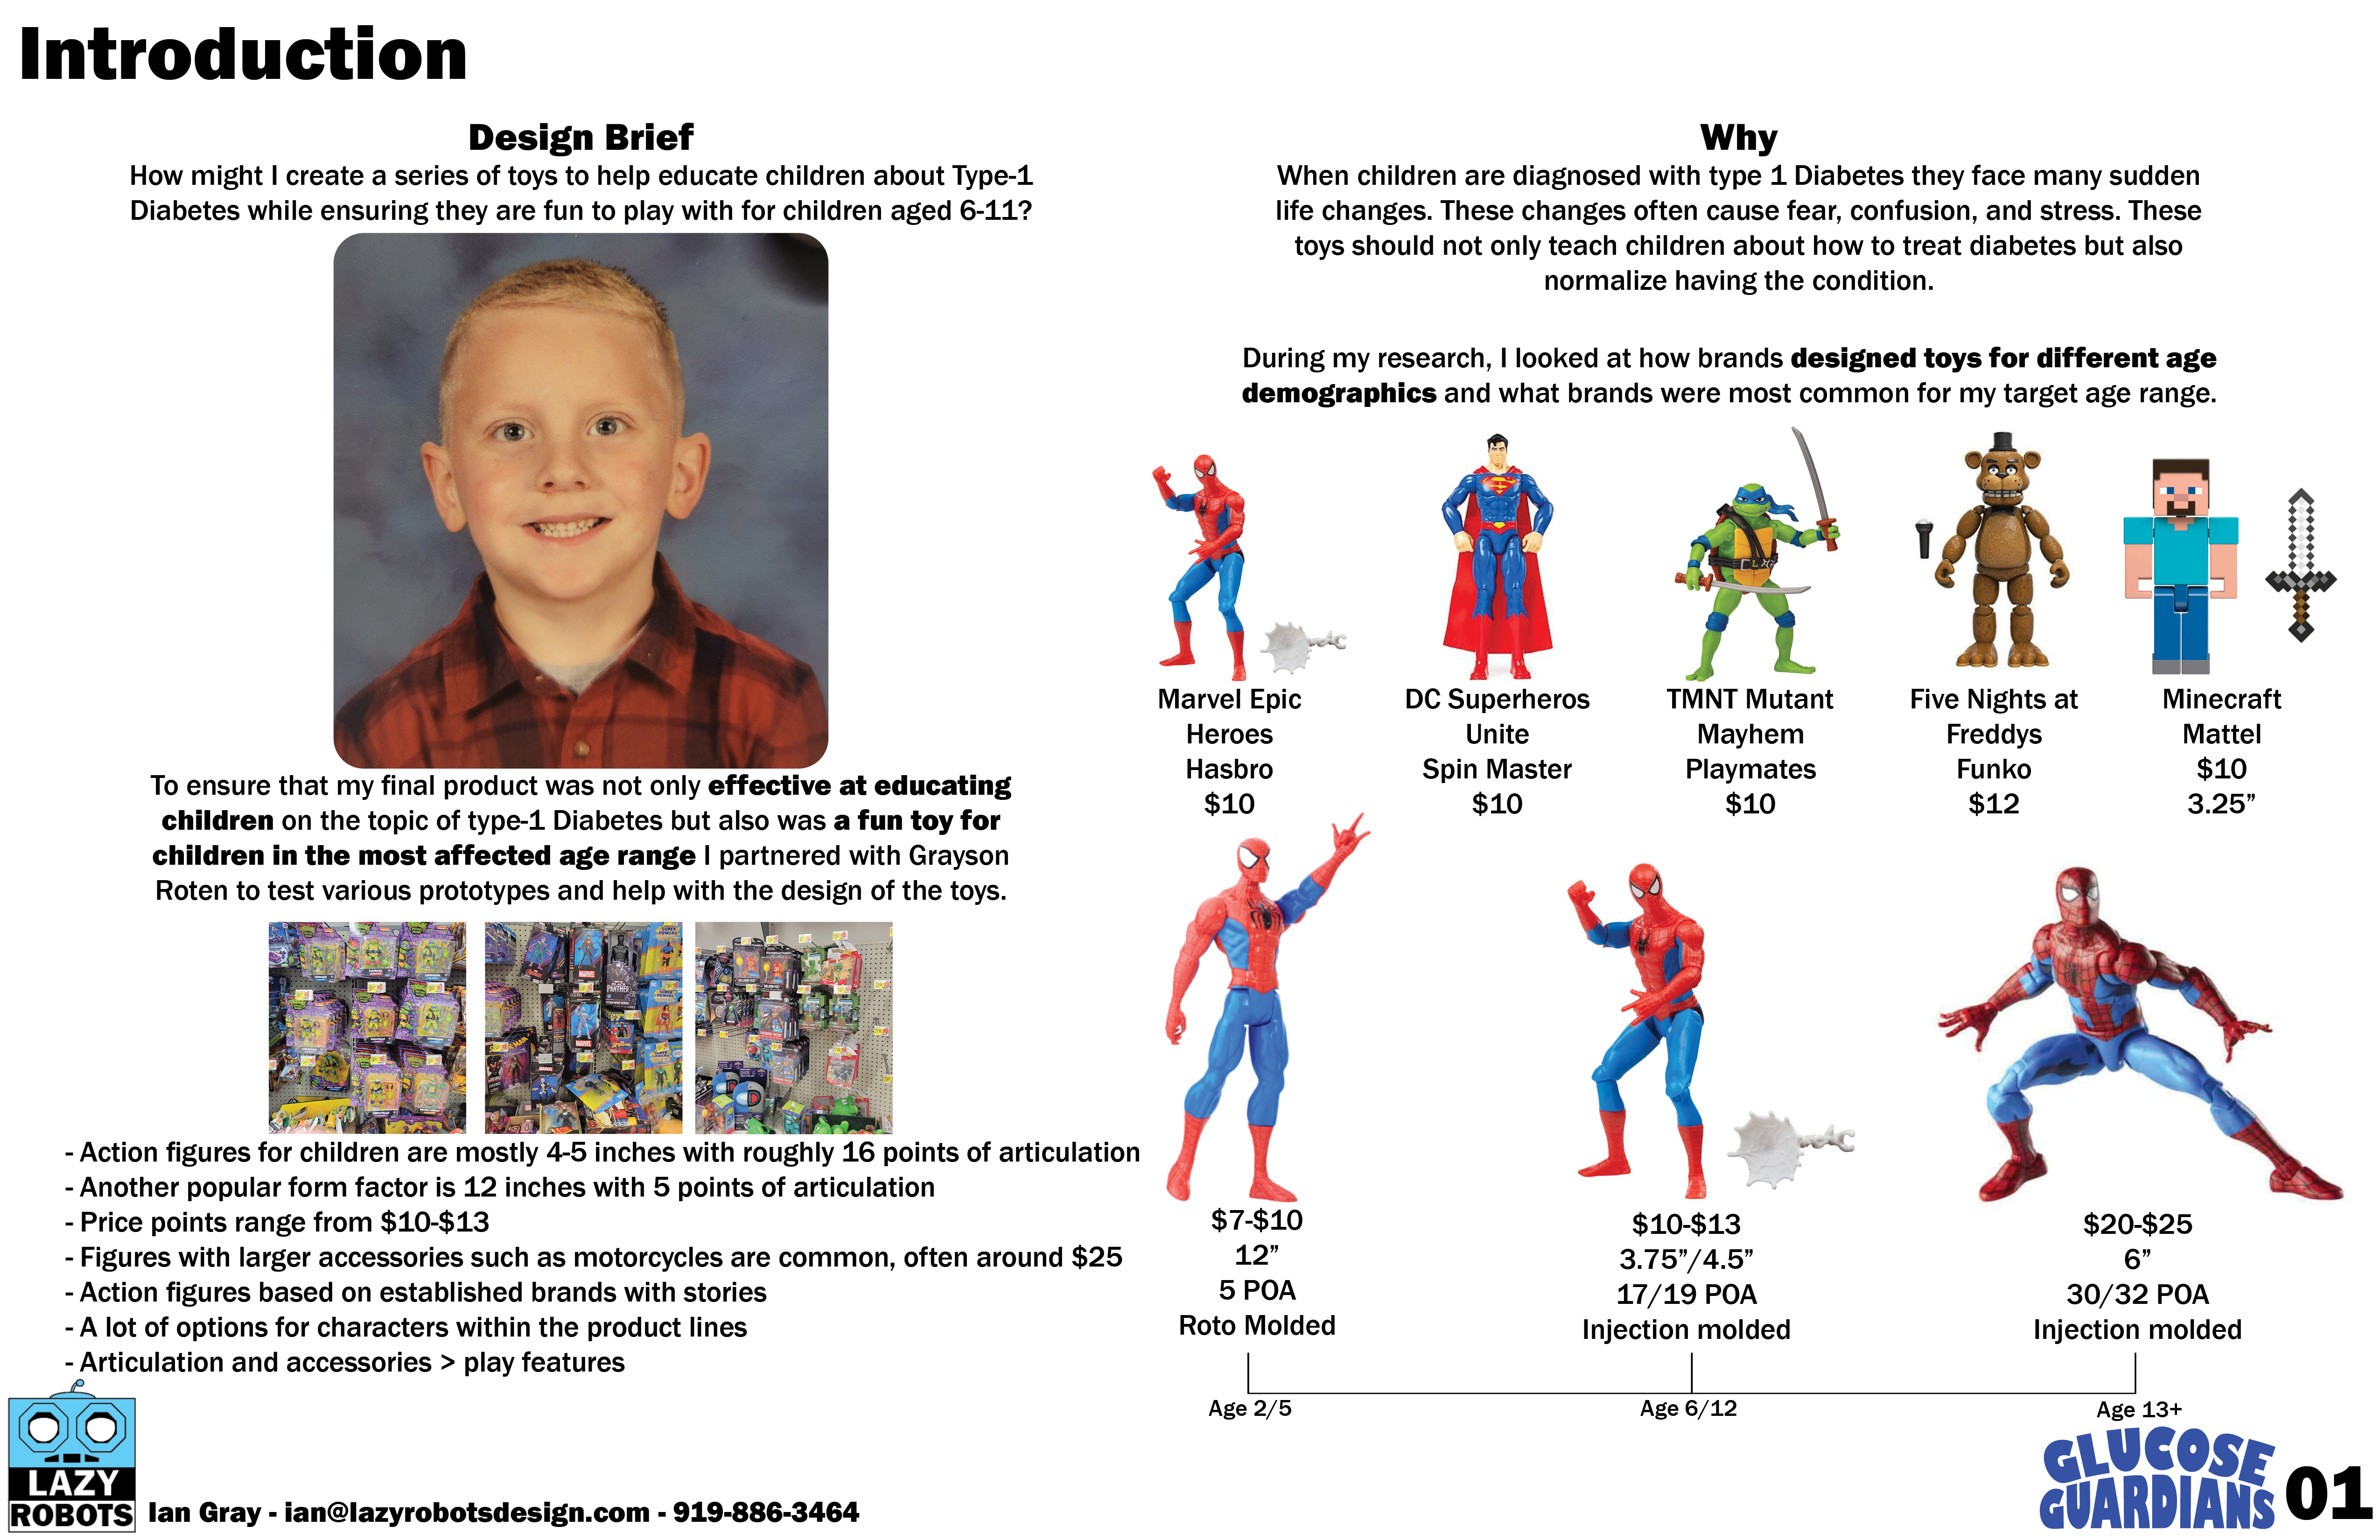 Introduction
Design Brief
How might I create a series of toys to help educate children about Type-1
Diabetes while ensuring they are fun to play with for children aged 6-11?
To ensure that my final product was not only effective at educating
children on the topic of type-1 Diabetes but also was a fun toy for
children in the most affected age range I partnered with Grayson
Roten to test various prototypes and help with the design of the toys.
MARVEL
PANTHER
MARVEL
- Action figures for children are mostly 4-5 inches with roughly 16 points of articulation
- Another popular form factor is 12 inches with 5 points of articulation
- Price points range from $10-$13
- Figures with larger accessories such as motorcycles are common, often around $25
- Action figures based on established brands with stories
- A lot of options for characters within the product lines
- Articulation and accessories > play features
Why
When children are diagnosed with type 1 Diabetes they face many sudden
life changes. These changes often cause fear, confusion, and stress. These
toys should not only teach children about how to treat diabetes but also
normalize having the condition.
During my research, I looked at how brands designed toys for different age
demographics and what brands were most common for my target age range.
Marvel Epic
Heroes
Hasbro
$10
DC Superheros
Unite
Spin Master
$10
TMNT Mutant
Mayhem
Playmates
$10
Five Nights at
Freddys
Funko
$12
Minecraft
Mattel
$10
3.25”
$7-$10
12”
5 POA
Roto Molded
$10-$13
3.75”/4.5”
17/19 POA
Injection molded
$20-$25
6”
30/32 POA
Injection molded
Age 2/5
Age 6/12
Age 13+
LAZY
ROBOTS
Ian Gray - ian@lazyrobotsdesign.com - 919-886-3464
GLUCOSE
GUARDIANS
01